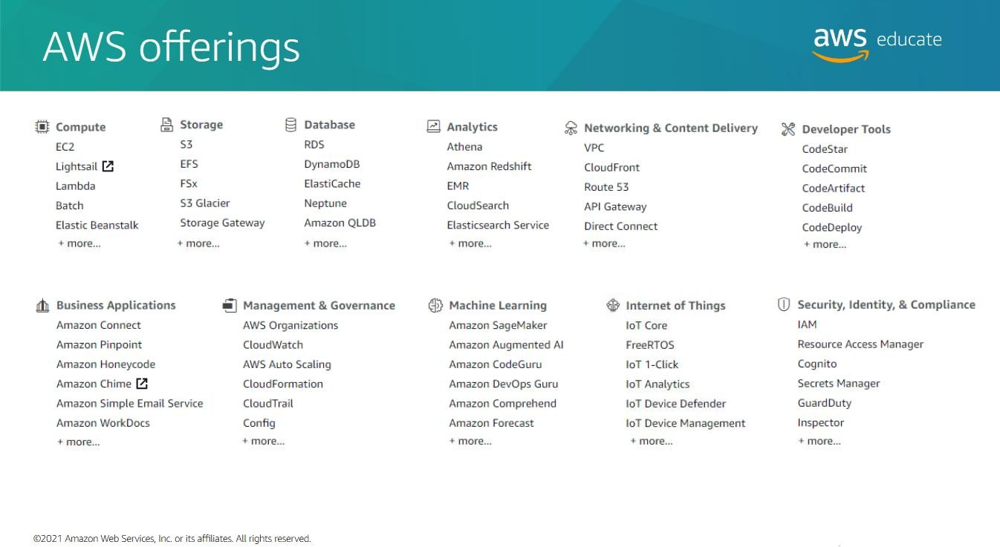 AWS offerings
aws educate
Compute
EC2
Lightsail
Lambda
Batch
Elastic Beanstalk
+ more...
Storage
S3
EFS
FSx
S3 Glacier
Storage Gateway
+ more...
Database
RDS
DynamoDB
ElastiCache
Neptune
Amazon QLDB
+ more...
Analytics
Athena
Amazon Redshift
EMR
CloudSearch
Elasticsearch Service
+ more...
Networking & Content Delivery
VPC
CloudFront
Route 53
API Gateway
Direct Connect
+ more...
Developer Tools
CodeStar
CodeCommit
CodeArtifact
CodeBuild
CodeDeploy
+ more...
Business Applications
Amazon Connect
Amazon Pinpoint
Amazon Honeycode
Amazon Chime
Amazon Simple Email Service
Amazon WorkDocs
+ more...
Management & Governance
AWS Organizations
CloudWatch
AWS Auto Scaling
CloudFormation
CloudTrail
Config
+ more...
Machine Learning
Amazon SageMaker
Amazon Augmented AI
Amazon CodeGuru
Amazon DevOps Guru
Amazon Comprehend
Amazon Forecast
+ more...
Internet of Things
IoT Core
FreeRTOS
IoT 1-Click
IoT Analytics
IoT Device Defender
IoT Device Management
+ more...
Security, Identity, & Compliance
IAM
Resource Access Manager
Cognito
Secrets Manager
GuardDuty
Inspector
+ more...
©2021 Amazon Web Services, Inc. or its affiliates. All rights reserved.